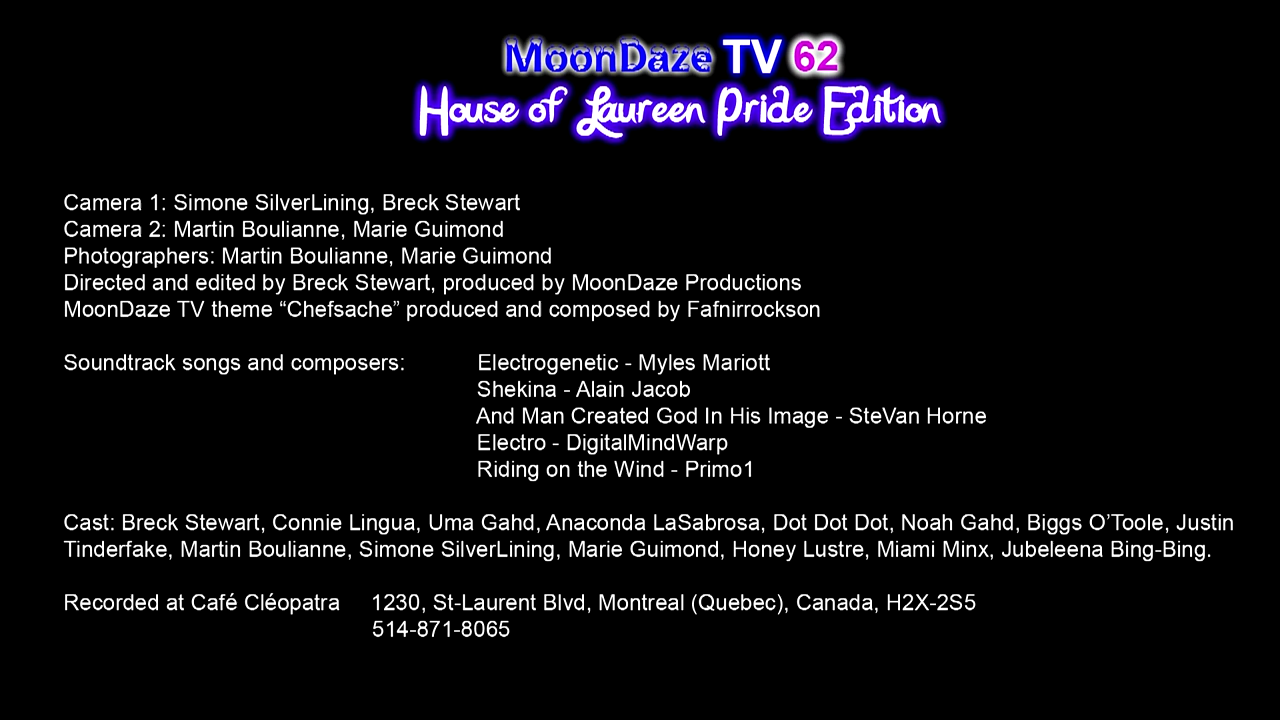 MoonDaze TV 62
House of Laureen Pride Edition
Camera 1: Simone SilverLining, Breck Stewart
Camera 2: Martin Boulianne, Marie Guimond
Photographers: Martin Boulianne, Marie Guimond
Directed and edited by Breck Stewart, produced by MoonDaze Productions
MoonDaze TV theme “Chefsache” produced and composed by Fafnirrockson
Soundtrack songs and composers: Electrogenetic - Myles Mariott
Shekina - Alain Jacob
And Man Created God In His Image - SteVan Horne
Electro - DigitalMindWarp
Riding on the Wind - Primo1
Cast: Breck Stewart, Connie Lingua, Uma Gahd, Anaconda LaSabrosa, Dot Dot Dot, Noah Gahd, Biggs O’Toole, Justin
Tinderfake, Martin Boulianne, Simone SilverLining, Marie Guimond, Honey Lustre, Miami Minx, Jubeleena Bing-Bing.
Recorded at Café Cléopatra 1230, St-Laurent Blvd, Montreal (Quebec), Canada, H2X-2S5
514-871-8065